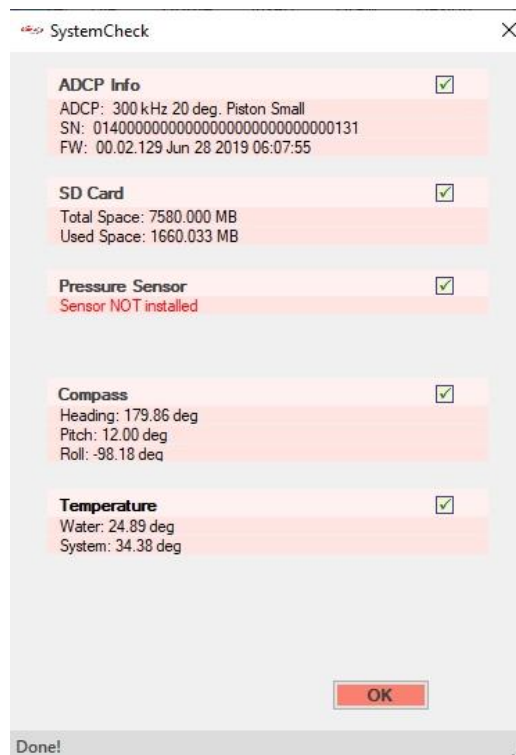 SystemCheck
ADCP Info
ADCP: 300 kHz 20 deg. Piston Small
SN: 01400000000000000000000000000131
FW: 00.02.129 Jun 28 2019 06:07:55
SD Card
Total Space: 7580.000 MB
Used Space: 1660.033 MB
Pressure Sensor
Sensor NOT installed
Compass
Heading: 179.86 deg
Pitch: 12.00 deg
Roll: -98.18 deg
Temperature
Water: 24.89 deg
System: 34.38 deg
OK
Done!